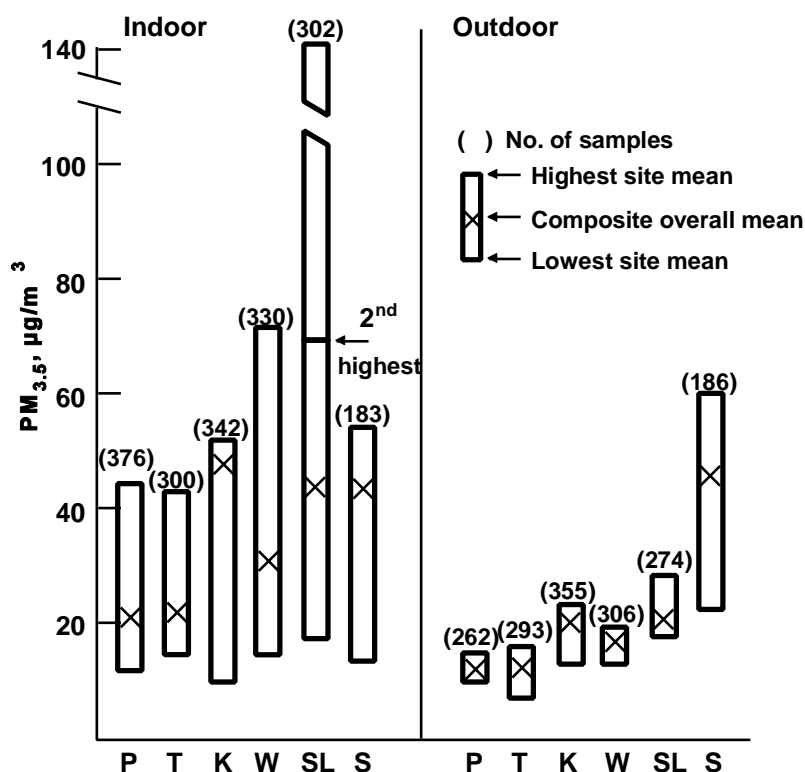 Indoor
Outdoor
(302)
140
( ) No. of samples
Highest site mean
Composite overall mean
Lowest site mean
100
80
60
40
20
PM3.5, µg/m 3
(376)
(300)
(342)
(330)
2nd
highest
(183)
(262)
(293)
(355)
(306)
(274)
(186)
P T K W SL S
P T K W SL S